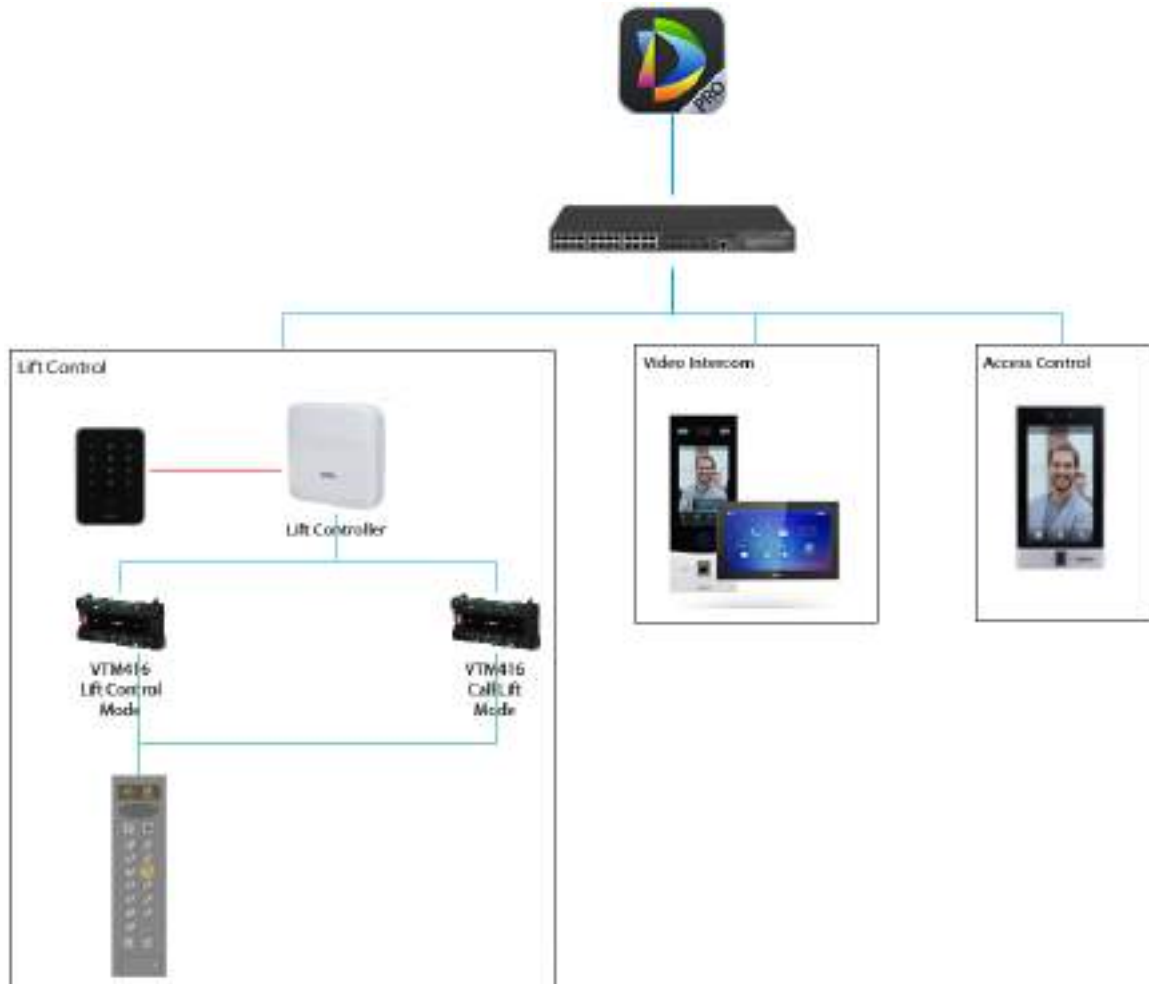 PRO
Lift Control
Video Intercom
Access Control
Lift Controller
VTM416
Lift Control
Mode
VTM416
Call Lift
Mode